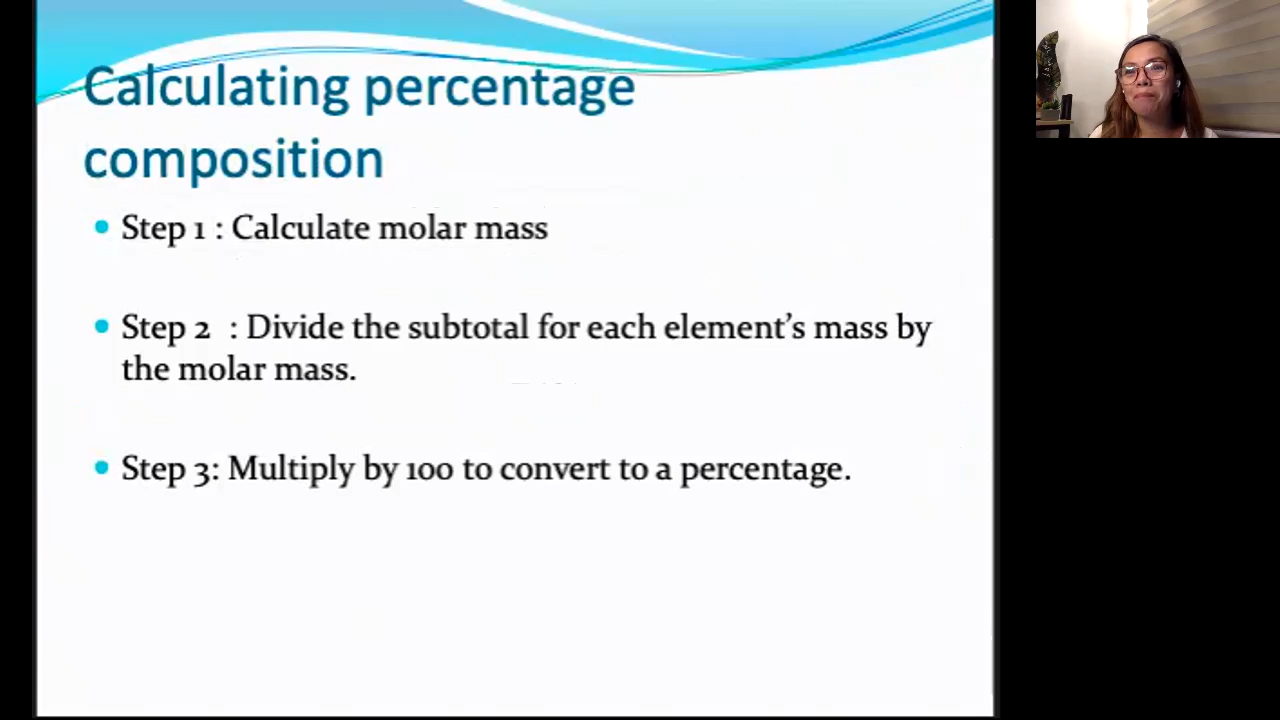 Calculating percentage
composition
• Step 1 : Calculate molar mass
• Step 2 : Divide the subtotal for each element’s mass by
the molar mass.
• Step 3: Multiply by 100 to convert to a percentage.